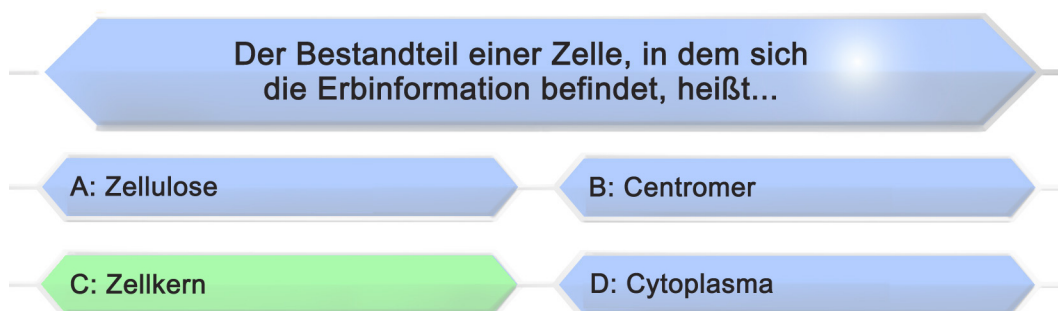 Der Bestandteil einer Zelle, in dem sich
die Erbinformation befindet, heißt...
A: Zellulose
B: Centromer
C: Zellkern
D: Cytoplasma